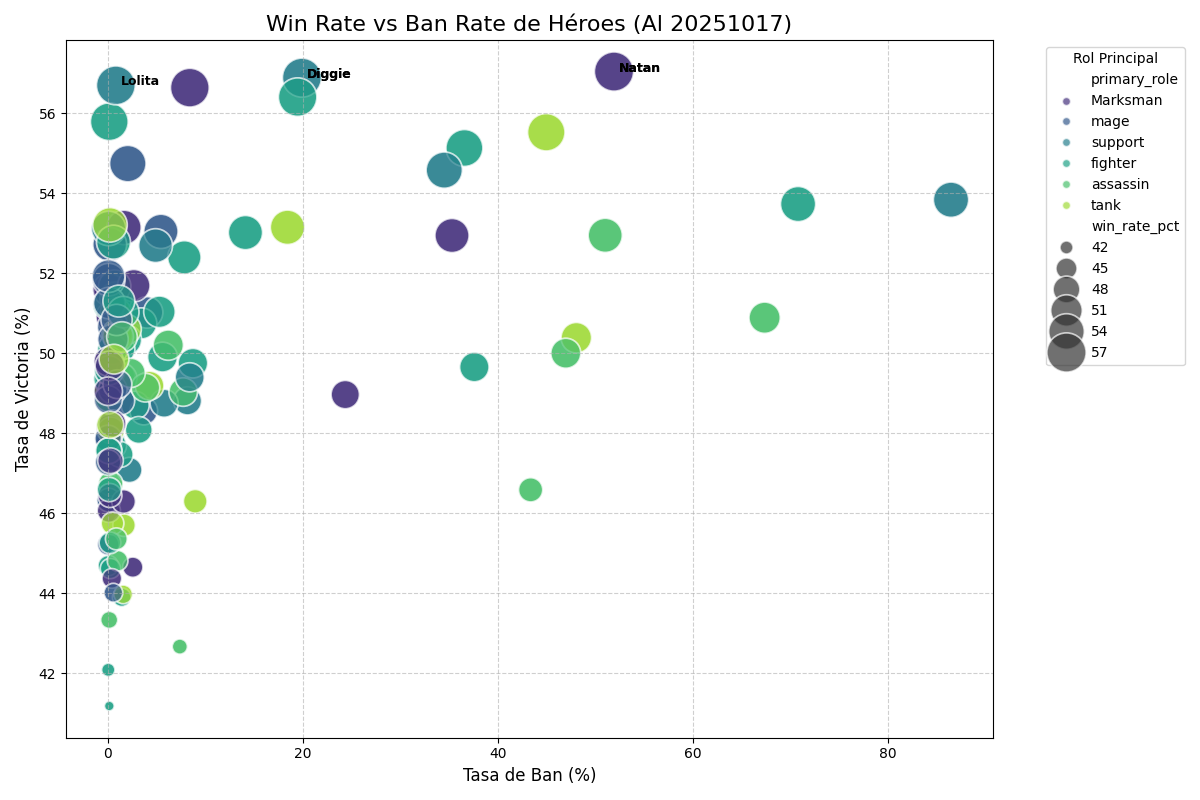 Win Rate vs Ban Rate de Héroes (Al 20251017)
Lolita
Diggie
Natan
Tasa de Victoria (%)
56
54
52
50
48
46
44
42
0
20
40
60
80
Tasa de Ban (%)
Rol Principal
primary_role
Marksman
mage
support
fighter
assassin
tank
win_rate_pct
42
45
48
51
54
57